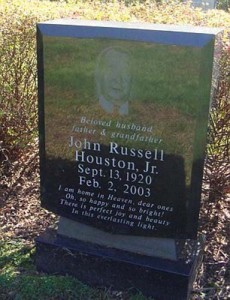 Beloved husband,
father & grandfather
John Russell
Houston, Jr.
Sept. 13, 1920
Feb. 2, 2003
I am home in Heaven, dear ones
Oh, so happy and so bright!
There is perfect joy and beauty
In this everlasting light